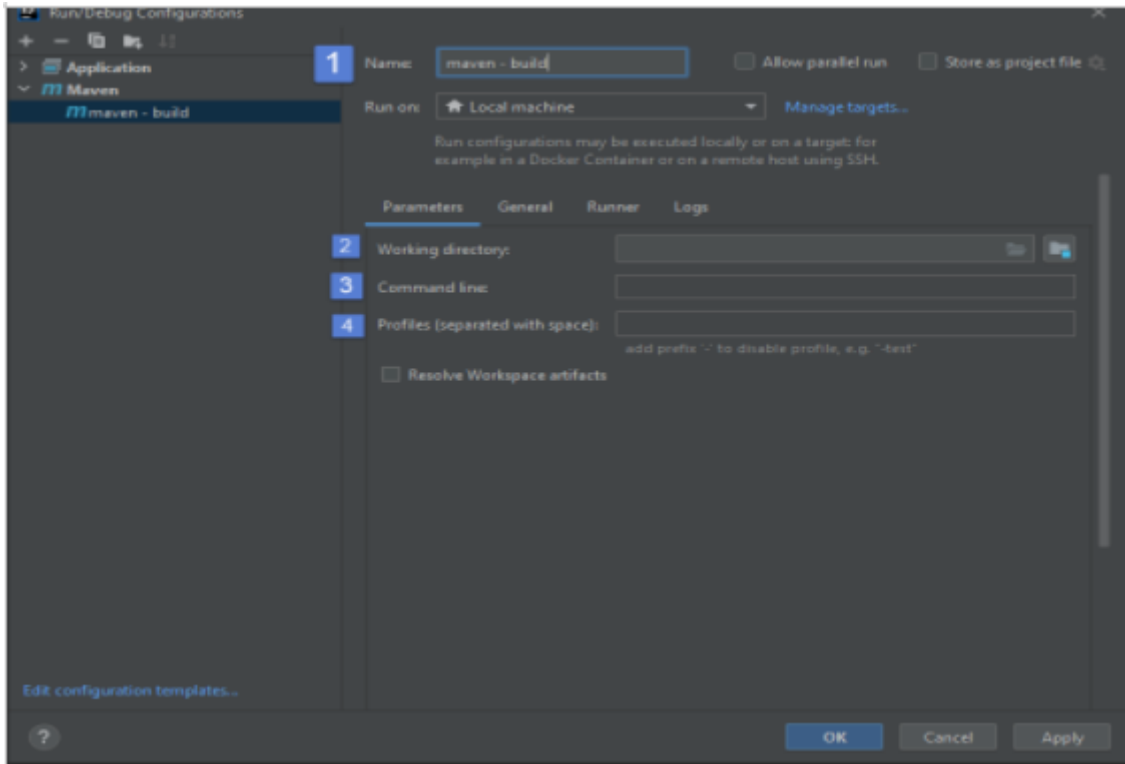 Run/Debug Configurations
Application
Maven
maven - build
1
Name:
maven - build
Allow parallel run
Store as project file
Run on:
Local machine
Manage targets...
Run configurations may be executed locally or on a target: for
example in a Docker Container or on a remote host using SSH.
Parameters
General
Runner
Logs
2
Working directory:
3
Command line:
4
Profiles (separated with space):
add prefix '-' to disable profile, e.g. "-test"
Resolve Workspace artifacts
Edit configuration templates...
?
OK
Cancel
Apply